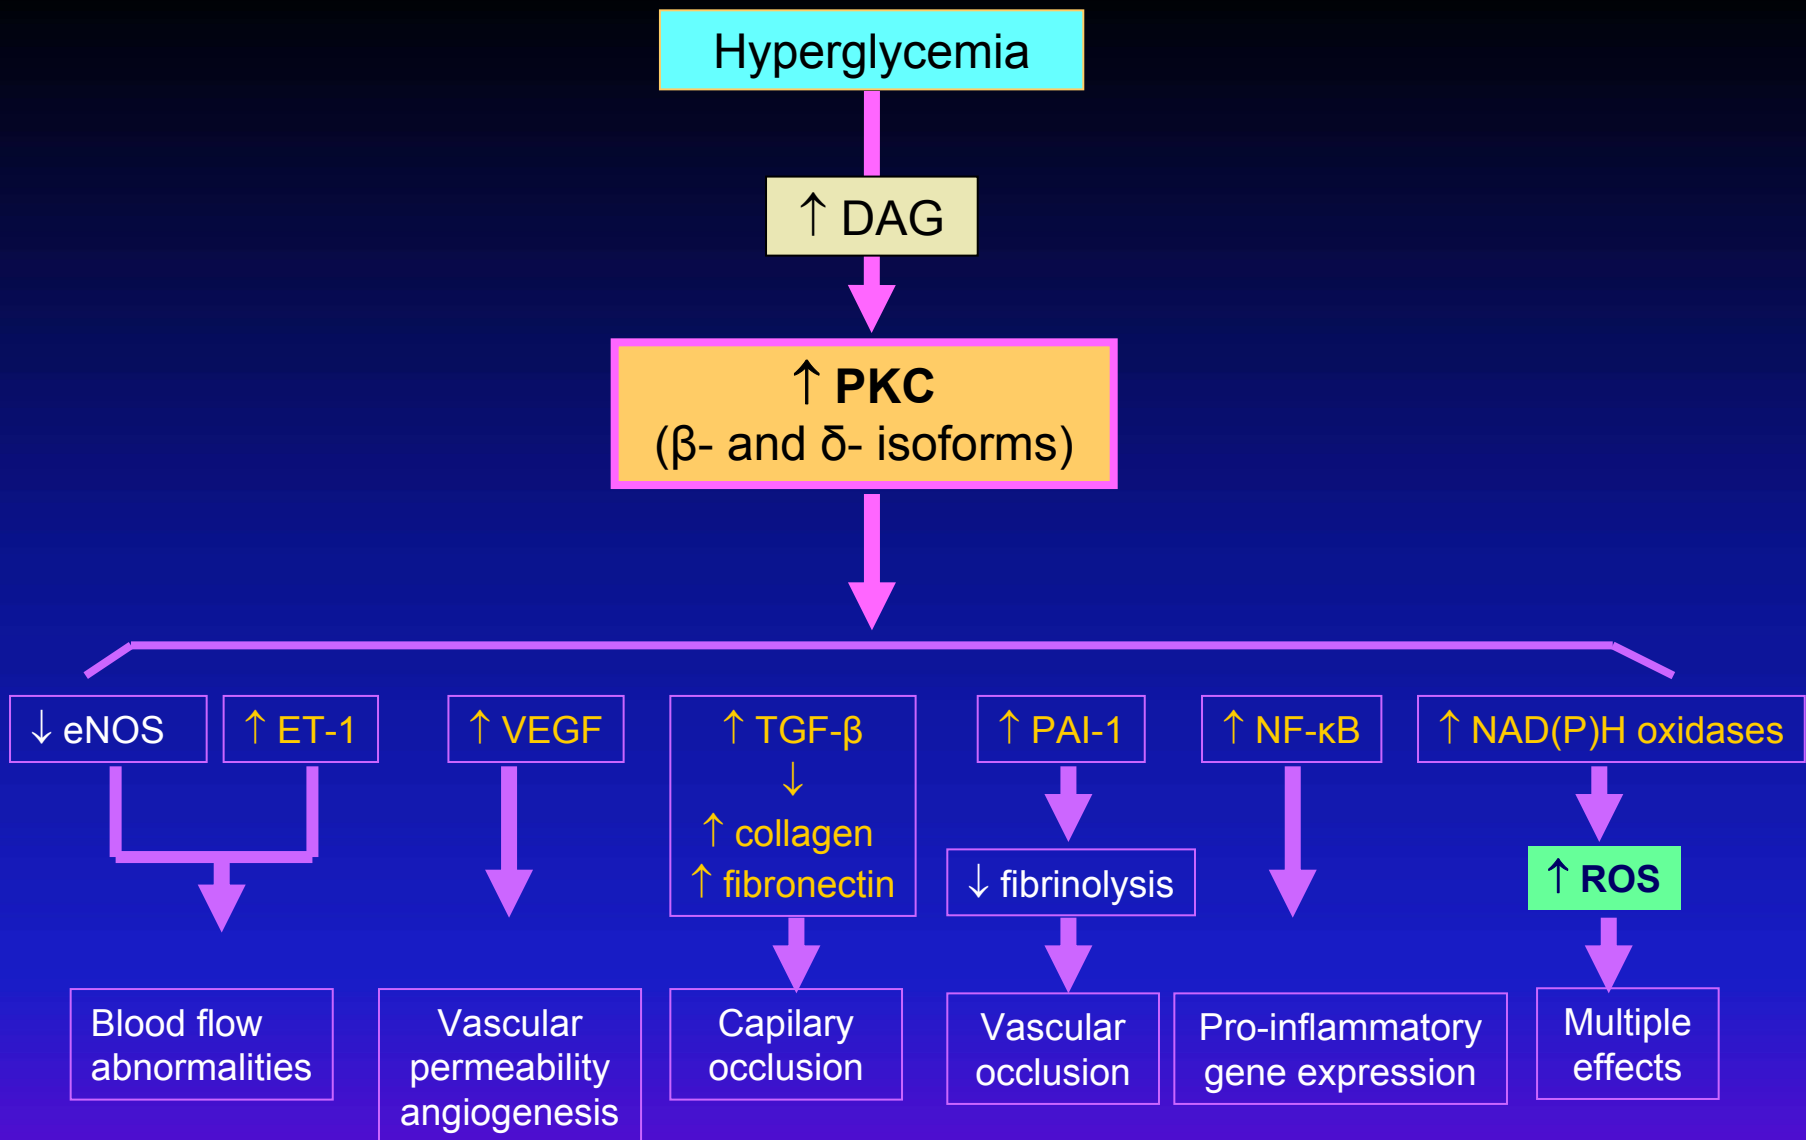 Hyperglycemia
↑ DAG
↑ PKC
(β- and δ- isoforms)
↓ eNOS
↑ ET-1
↑ VEGF
↑ TGF-β
↓
↑ collagen
↑ fibronectin
↑ PAI-1
↓ fibrinolysis
↑ NF-κB
↑ NAD(P)H oxidases
↑ ROS
Blood flow
abnormalities
Vascular
permeability
angiogenesis
Capilary
occlusion
Vascular
occlusion
Pro-inflammatory
gene expression
Multiple
effects